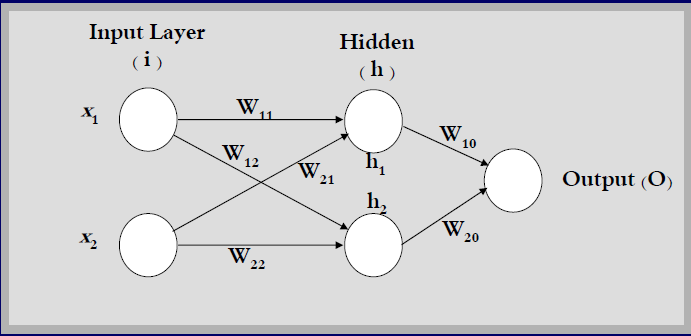 Input Layer
( i )
Hidden
( h )
x₁
W₁₁
W₁₂
W₂₁
h₁
W₁₀
Output (O)
x₂
h₂
W₂₂
W₂₀